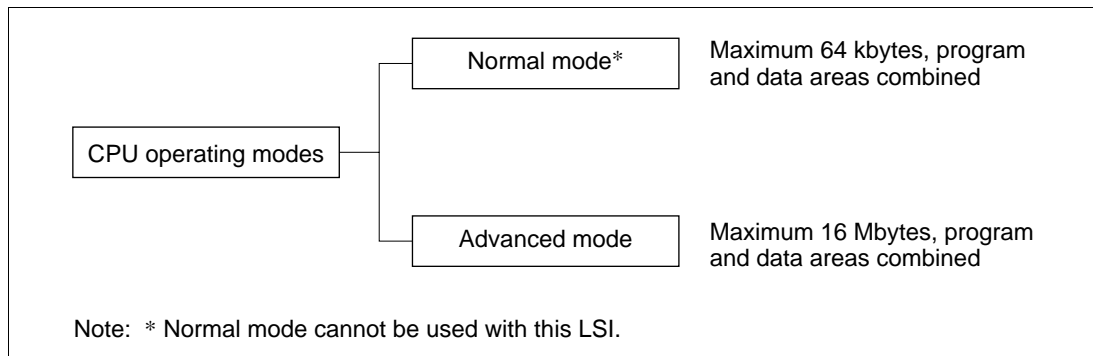 Normal mode*
Maximum 64 kbytes, program
and data areas combined
CPU operating modes
Advanced mode
Maximum 16 Mbytes, program
and data areas combined
Note: * Normal mode cannot be used with this LSI.